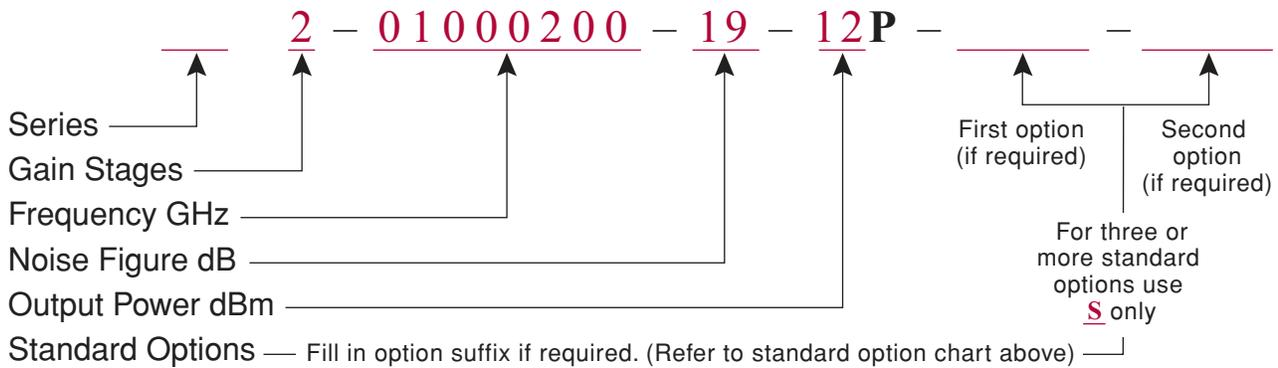 2 – 01000200 – 19 – 12P – –
Series
Gain Stages
Frequency GHz
Noise Figure dB
Output Power dBm
Standard Options — Fill in option suffix if required. (Refer to standard option chart above)
First option
(if required)
Second
option
(if required)
For three or
more standard
options use
S only